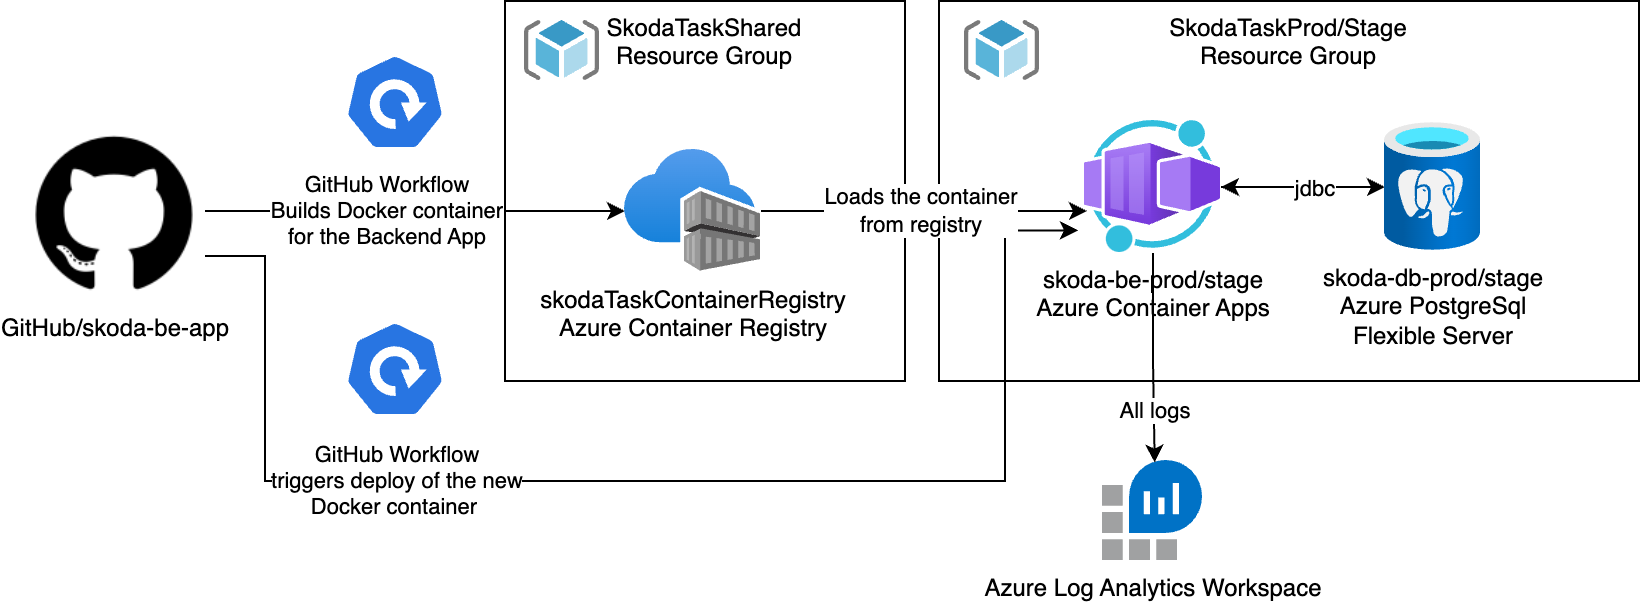 SkodaTaskShared
Resource Group
SkodaTaskProd/Stage
Resource Group
GitHub Workflow
Builds Docker container
for the Backend App
Loads the container
from registry
jdbc
GitHub/skoda-be-app
skodaTaskContainerRegistry
Azure Container Registry
skoda-be-prod/stage
Azure Container Apps
skoda-db-prod/stage
Azure PostgreSql
Flexible Server
GitHub Workflow
triggers deploy of the new
Docker container
All logs
Azure Log Analytics Workspace